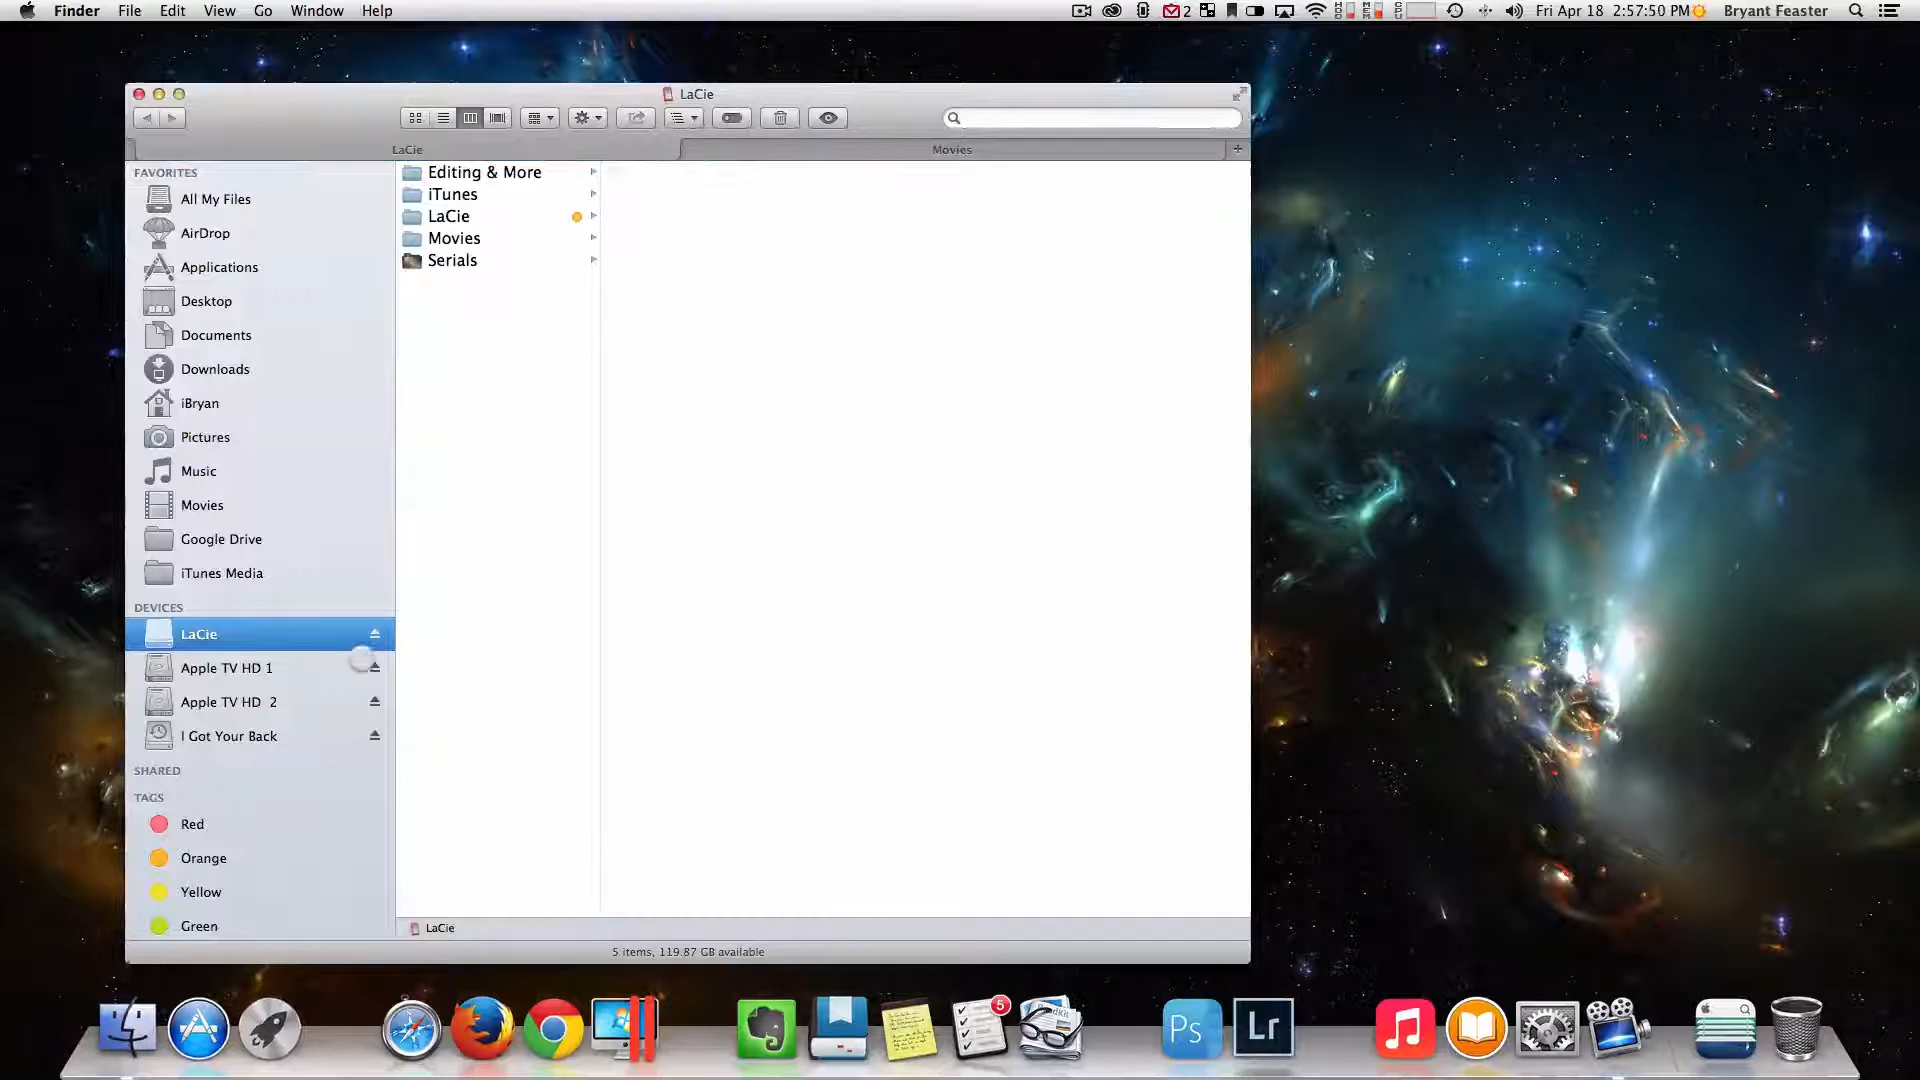 Finder File Edit View Go Window Help 2 Fri Apr 18 2:57:50 PM Bryant Feaster
LaCie
LaCie Movies
FAVORITES
All My Files
AirDrop
Applications
Desktop
Documents
Downloads
iBryan
Pictures
Music
Movies
Google Drive
iTunes Media
DEVICES
LaCie
Apple TV HD 1
Apple TV HD 2
I Got Your Back
SHARED
TAGS
Red
Orange
Yellow
Green
Editing & More
iTunes
LaCie
Movies
Serials
LaCie
5 items, 119.87 GB available
5
Ps
Lr